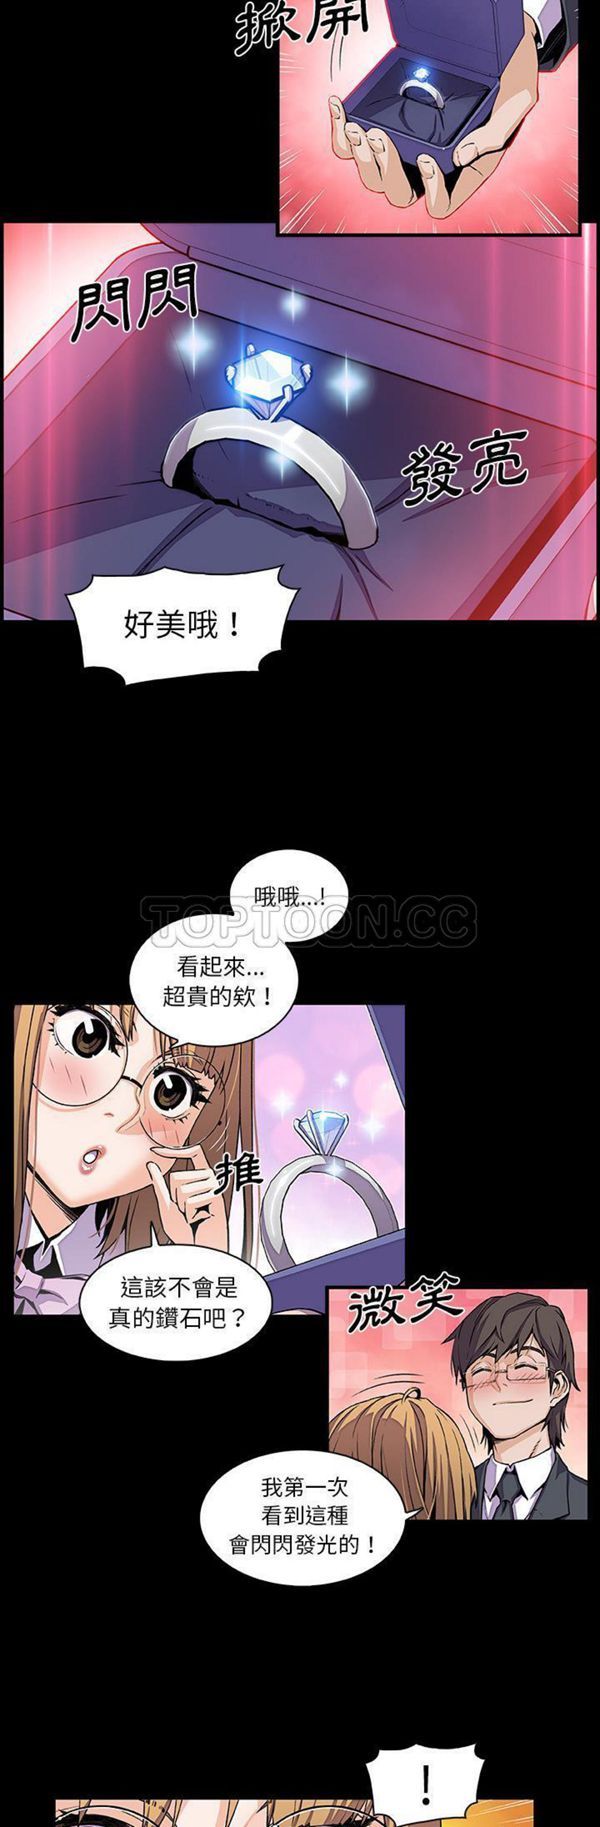 掀開
閃閃
發亮
好美哦！
哦哦...!
TOPTOON.CC
看起來...
超貴的欸！
推
這該不會是
真的鑽石吧？
微笑
我第一次
看到這種
會閃閃發光的！
！